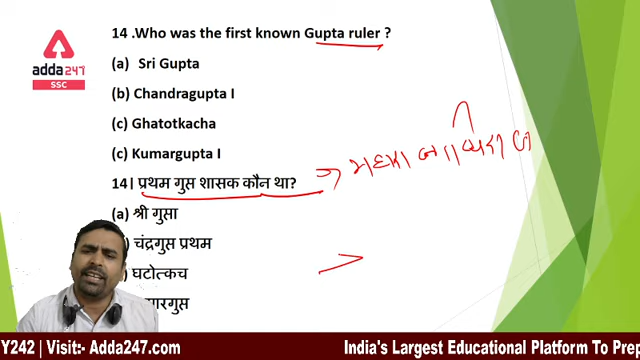 14 .Who was the first known Gupta ruler ?
adda247
SSC
(a) Sri Gupta
(b) Chandragupta I
(c) Ghatotkacha
(c) Kumargupta I
14। प्रथम गुप्त शासक कौन था?
(a) श्री गुप्ता
चंद्रगुप्त प्रथम
घटोत्कच
Y242 | Visit:- Adda247.com India's Largest Educational Platform To Prep